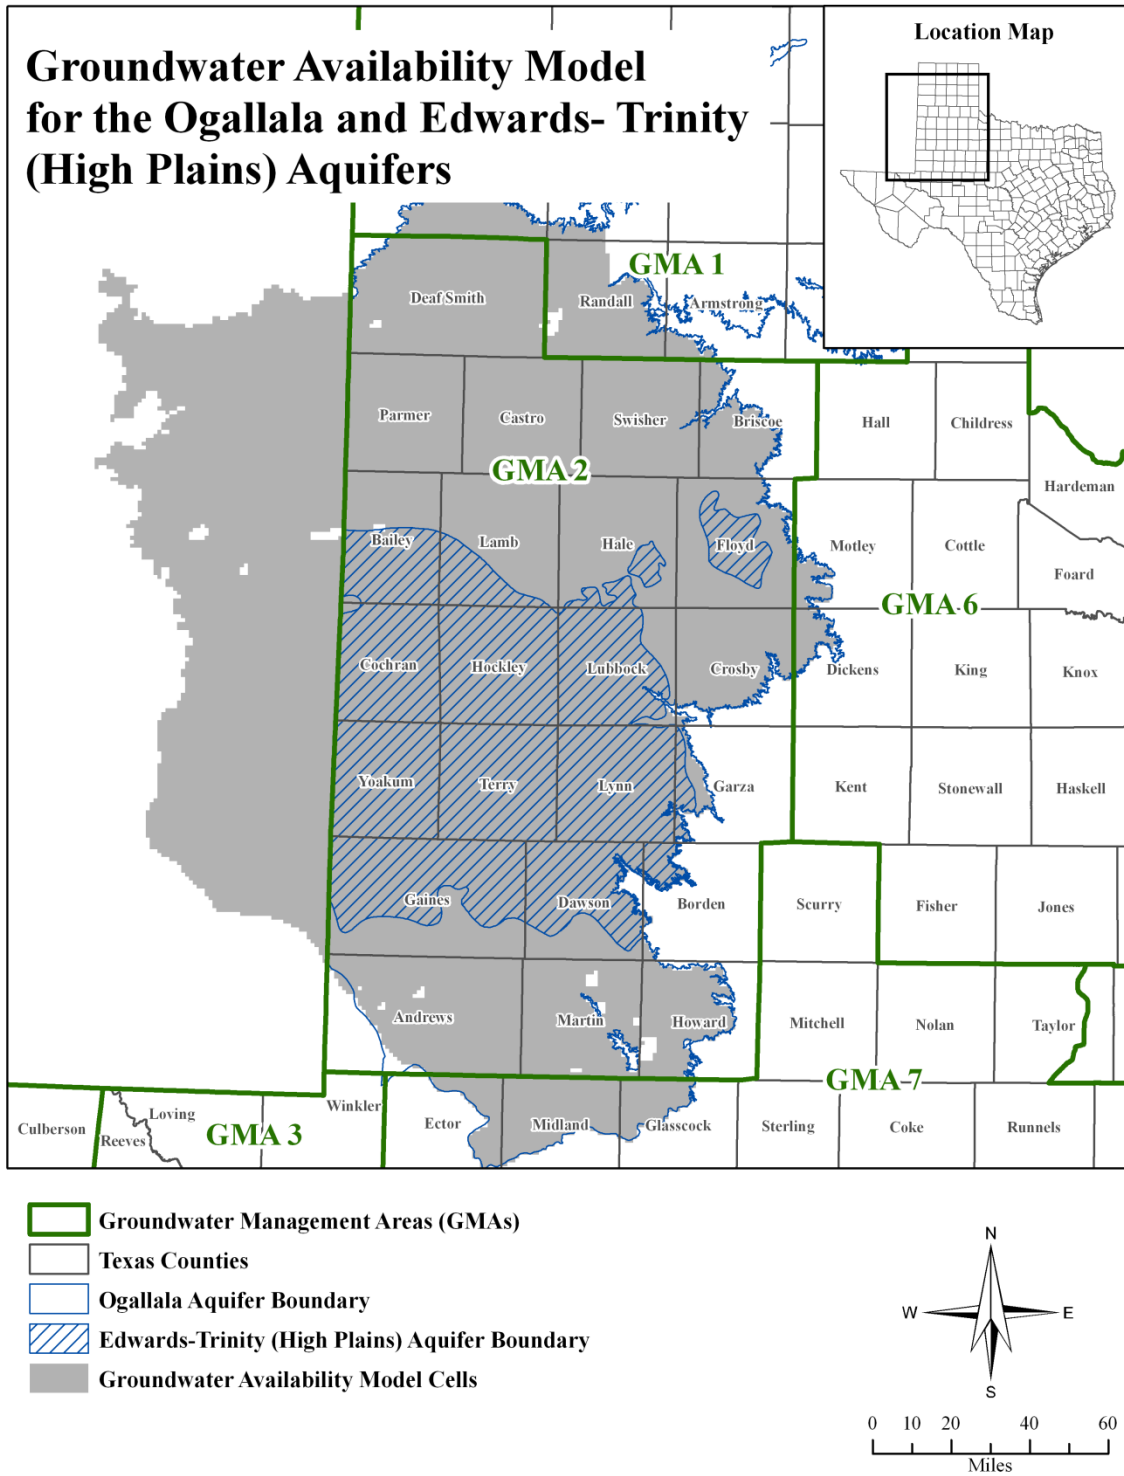 Groundwater Availability Model
for the Ogallala and Edwards- Trinity
(High Plains) Aquifers
Location Map
GMA 1
Deaf Smith
Randall
Armstrong
Parmer
Castro
Swisher
Briscoe
Hall
Childress
GMA 2
Hardeman
Bailey
Lamb
Hale
Floyd
Motley
Cottle
Foard
GMA 6
Cochran
Hockley
Lubbock
Crosby
Dickens
King
Knox
Yoakum
Terry
Lynn
Garza
Kent
Stonewall
Haskell
Gaines
Dawson
Borden
Scurry
Fisher
Jones
Andrews
Martin
Howard
Mitchell
Nolan
Taylor
GMA 7
Culberson
Reeves
Loving
GMA 3
Winkler
Ector
Midland
Glasscock
Sterling
Coke
Runnels
Groundwater Management Areas (GMAs)
Texas Counties
Ogallala Aquifer Boundary
Edwards-Trinity (High Plains) Aquifer Boundary
Groundwater Availability Model Cells
N
W E
S
0 10 20 40 60
Miles